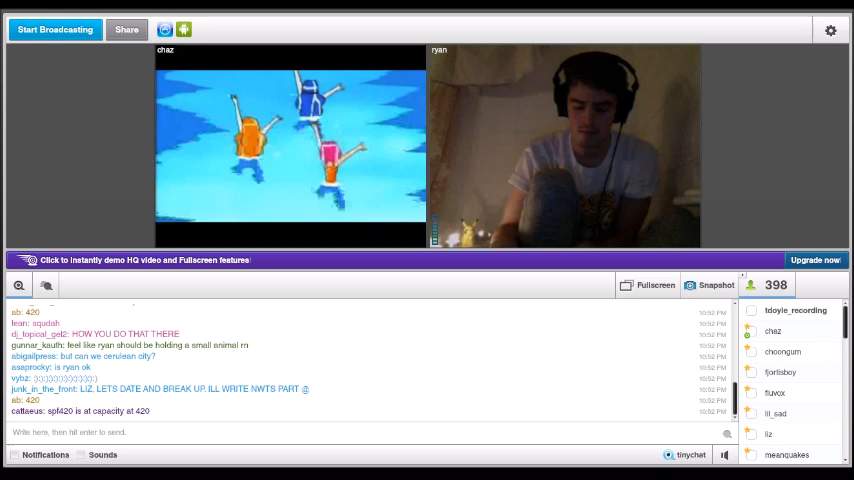 Start Broadcasting
Share
chaz
ryan
Click to instantly demo HQ video and Fullscreen features!
Upgrade now!
Fullscreen
Snapshot
398
ab: 420 10:52 PM
lean: squdah 10:52 PM
dj_topical_gel2: HOW YOU DO THAT THERE 10:52 PM
gunnar_kauth: feel like ryan should be holding a small animal rn 10:52 PM
abigailpress: but can we cerulean city? 10:52 PM
asaprocky: is ryan ok 10:52 PM
vybz: :):):):):):):):):):):) 10:52 PM
junk_in_the_front: LIZ, LETS DATE AND BREAK UP. ILL WRITE NWTS PART @ 10:52 PM
ab: 420 10:52 PM
cattaeus: spf420 is at capacity at 420 10:52 PM
Write here, then hit enter to send.
Notifications
Sounds
tinychat
tdoyle_recording
chaz
choongum
fjortisboy
fluvox
lil_sad
liz
meanquakes